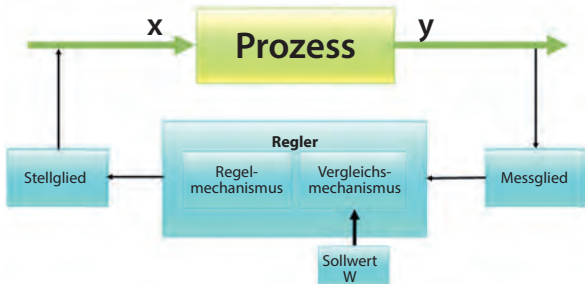 x
Prozess
y
Regler
Stellglied
Regel-
mechanismus
Vergleichs-
mechanismus
Messglied
Sollwert
W